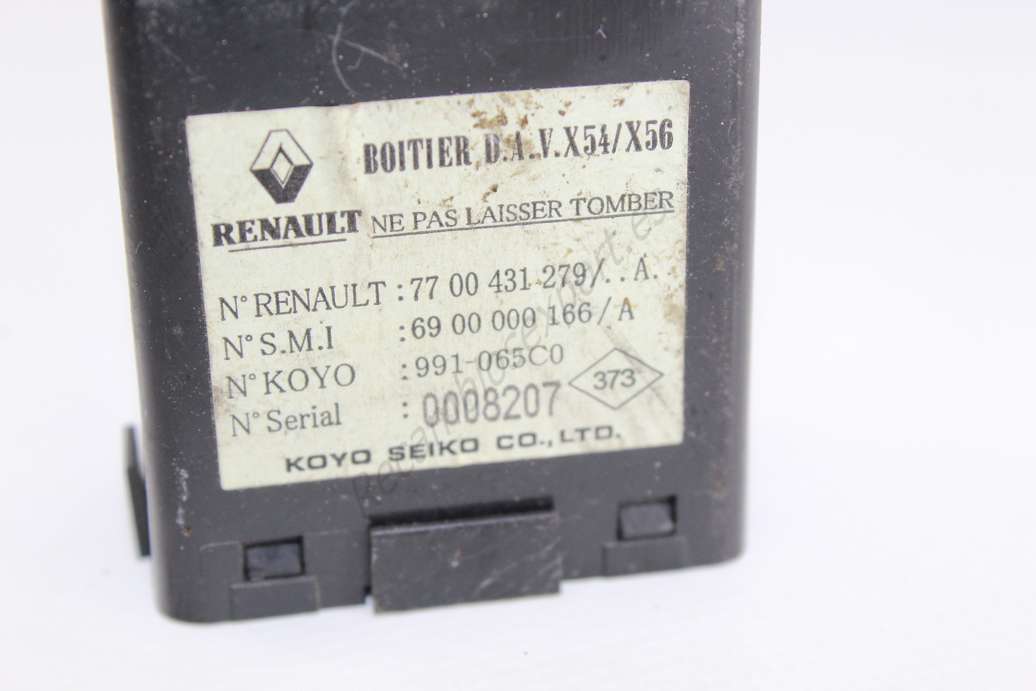 BOITIER D.A.V.X54/X56
RENAULT NE PAS LAISSER TOMBER
N° RENAULT : 77 00 431 279/..A.
N° S.M.I : 69 00 000 166/A
N° KOYO : 991-065C0
373
N° Serial : 0008207
KOYO SEIKO CO., LTD.